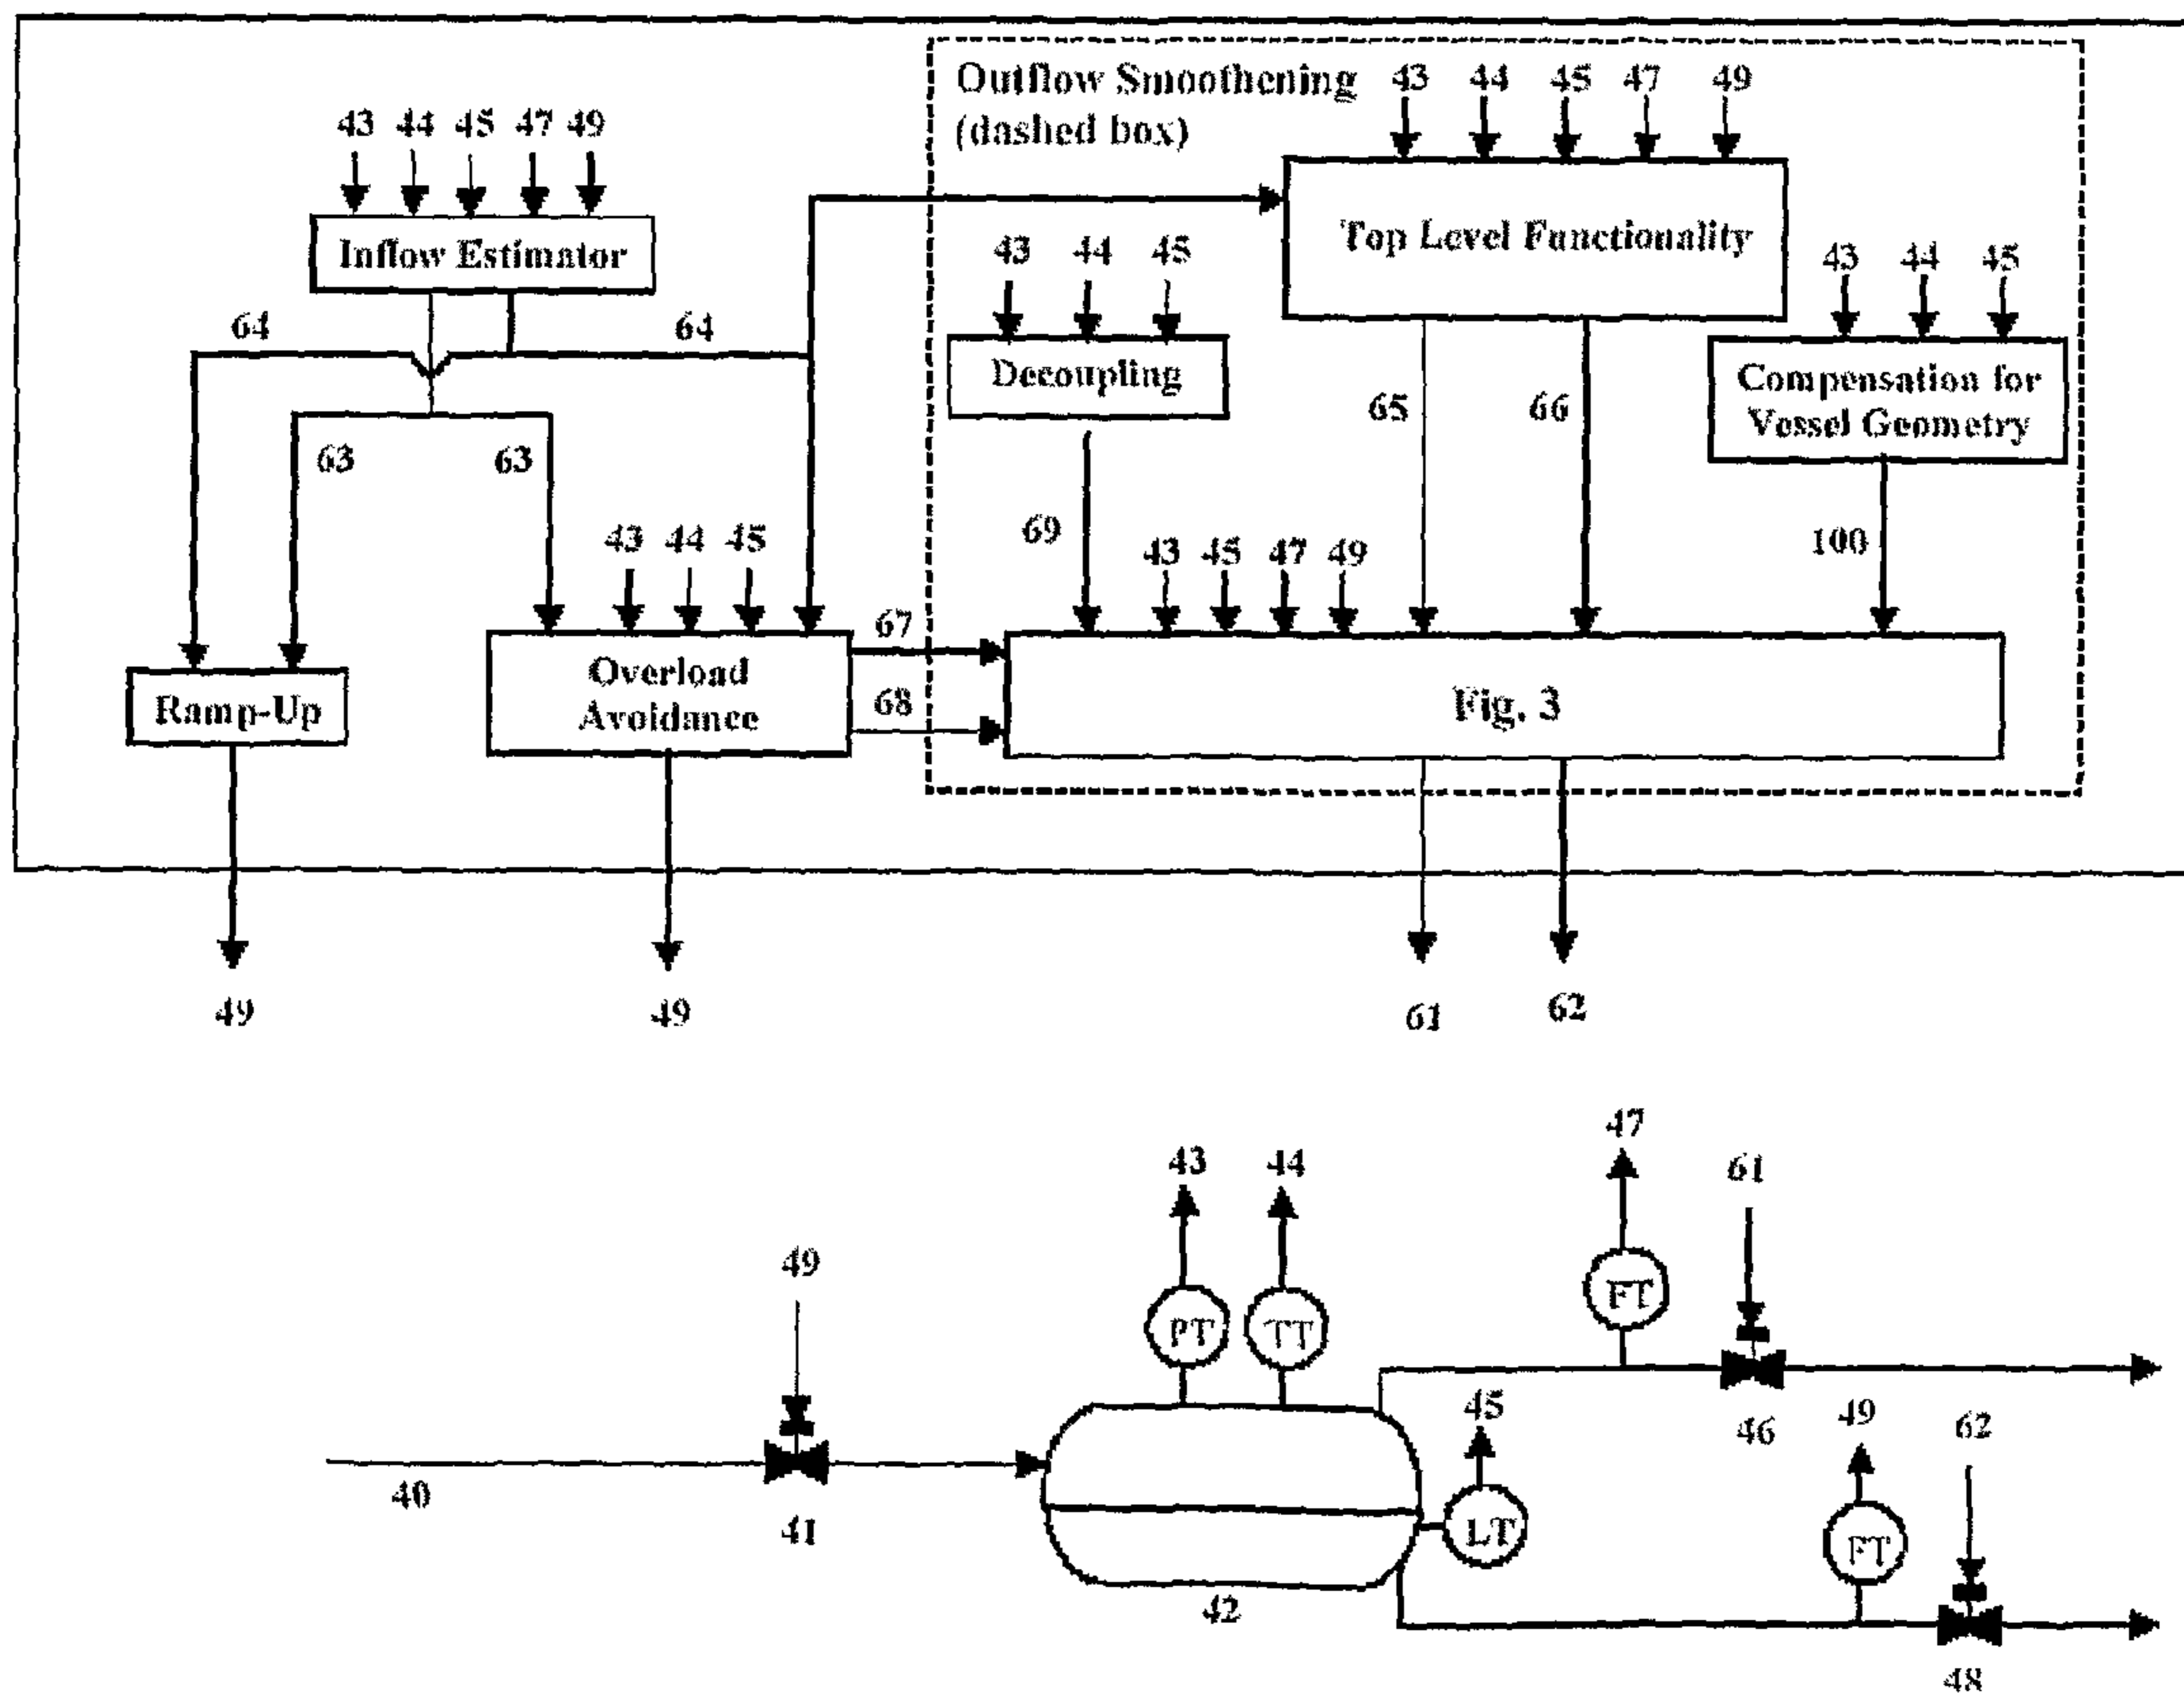 Outflow Smoothening
(dashed box)
43 44 45 47 49
43 44 45 47 49
Inflow Estimator
Top Level Functionality
43 44 45
43 44 45
64
64
Decoupling
Compensation for
Vessel Geometry
65
66
63
63
69
100
43 44 45
43 45 47 49
67
68
Ramp-Up
Overload
Avoidance
Fig. 3
49
49
61
62
47
43
44
61
49
FT
PT
TT
45
49
62
46
40
41
LT
FT
42
48